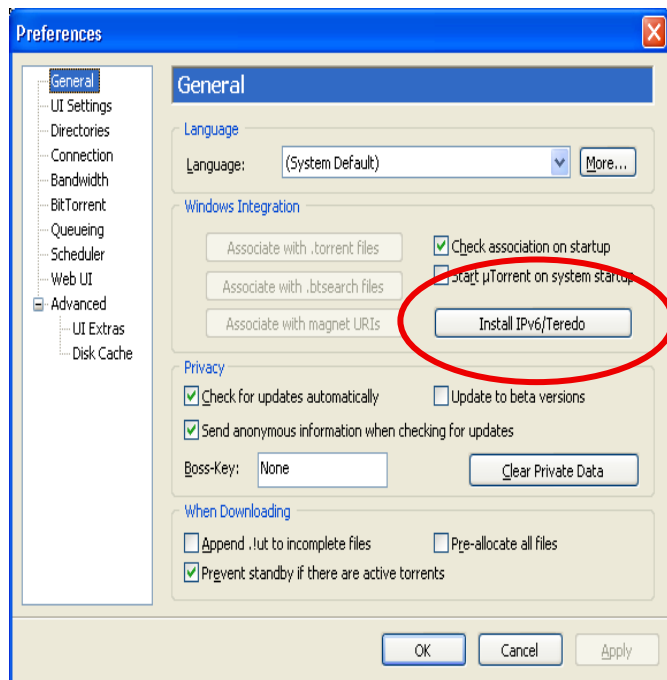 Preferences
General
UI Settings
Directories
Connection
Bandwidth
BitTorrent
Queueing
Scheduler
Web UI
Advanced
UI Extras
Disk Cache
General
Language
Language: (System Default) More...
Windows Integration
Associate with .torrent files Check association on startup
Associate with .btsearch files Start µTorrent on system startup
Associate with magnet URIs Install IPv6/Teredo
Privacy
Check for updates automatically Update to beta versions
Send anonymous information when checking for updates
Boss-Key: None Clear Private Data
When Downloading
Append .!ut to incomplete files Pre-allocate all files
Prevent standby if there are active torrents
OK Cancel Apply